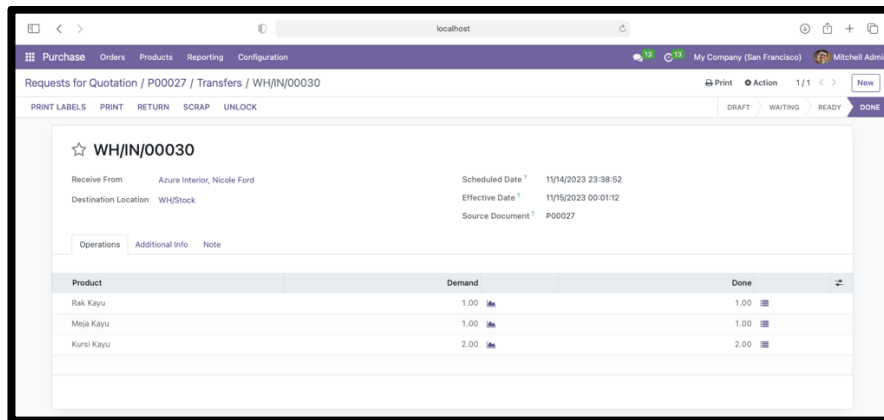 localhost
Purchase Orders Products Reporting Configuration 13 13 My Company (San Francisco) Mitchell Admi
Requests for Quotation / P00027 / Transfers / WH/IN/00030 Print Action 1/1 New
PRINT LABELS PRINT RETURN SCRAP UNLOCK DRAFT WAITING READY DONE
WH/IN/00030
Receive From Azure Interior, Nicole Ford Scheduled Date ? 11/14/2023 23:38:52
Destination Location WH/Stock Effective Date ? 11/15/2023 00:01:12
Source Document ? P00027
Operations Additional Info Note
Product Demand Done
Rak Kayu 1.00 1.00
Meja Kayu 1.00 1.00
Kursi Kayu 2.00 2.00